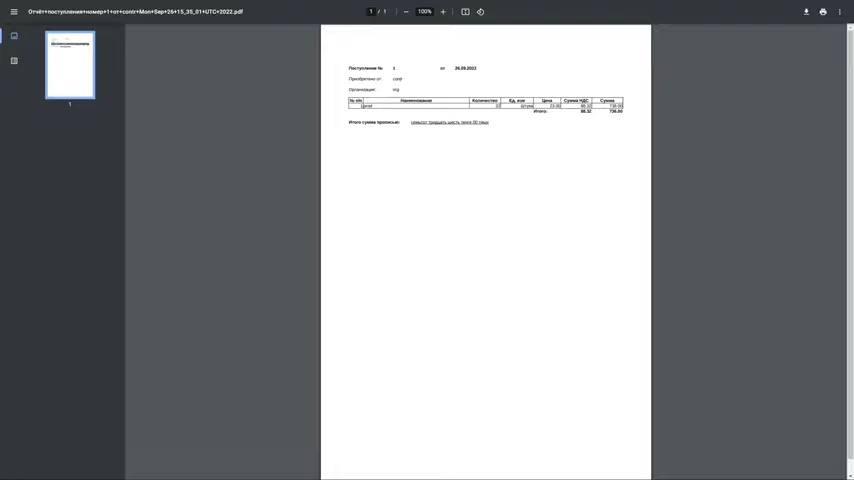 Отчёт+поступления+номер+1+от+contr+Mon+Sep+26+15_35_01+UTC+2022.pdf
1 / 1
100%
1
Поступление № 1 от 26.09.2022
Приобретено от: contr
Организация: org
№ п/п Наименование Количество Ед. изм Цена Сумма НДС Сумма
32 Штука 23.00 88.32 736.00
Итого: 88.32 736.00
Итого сумма прописью: семьсот тридцать шесть тенге 00 тиын